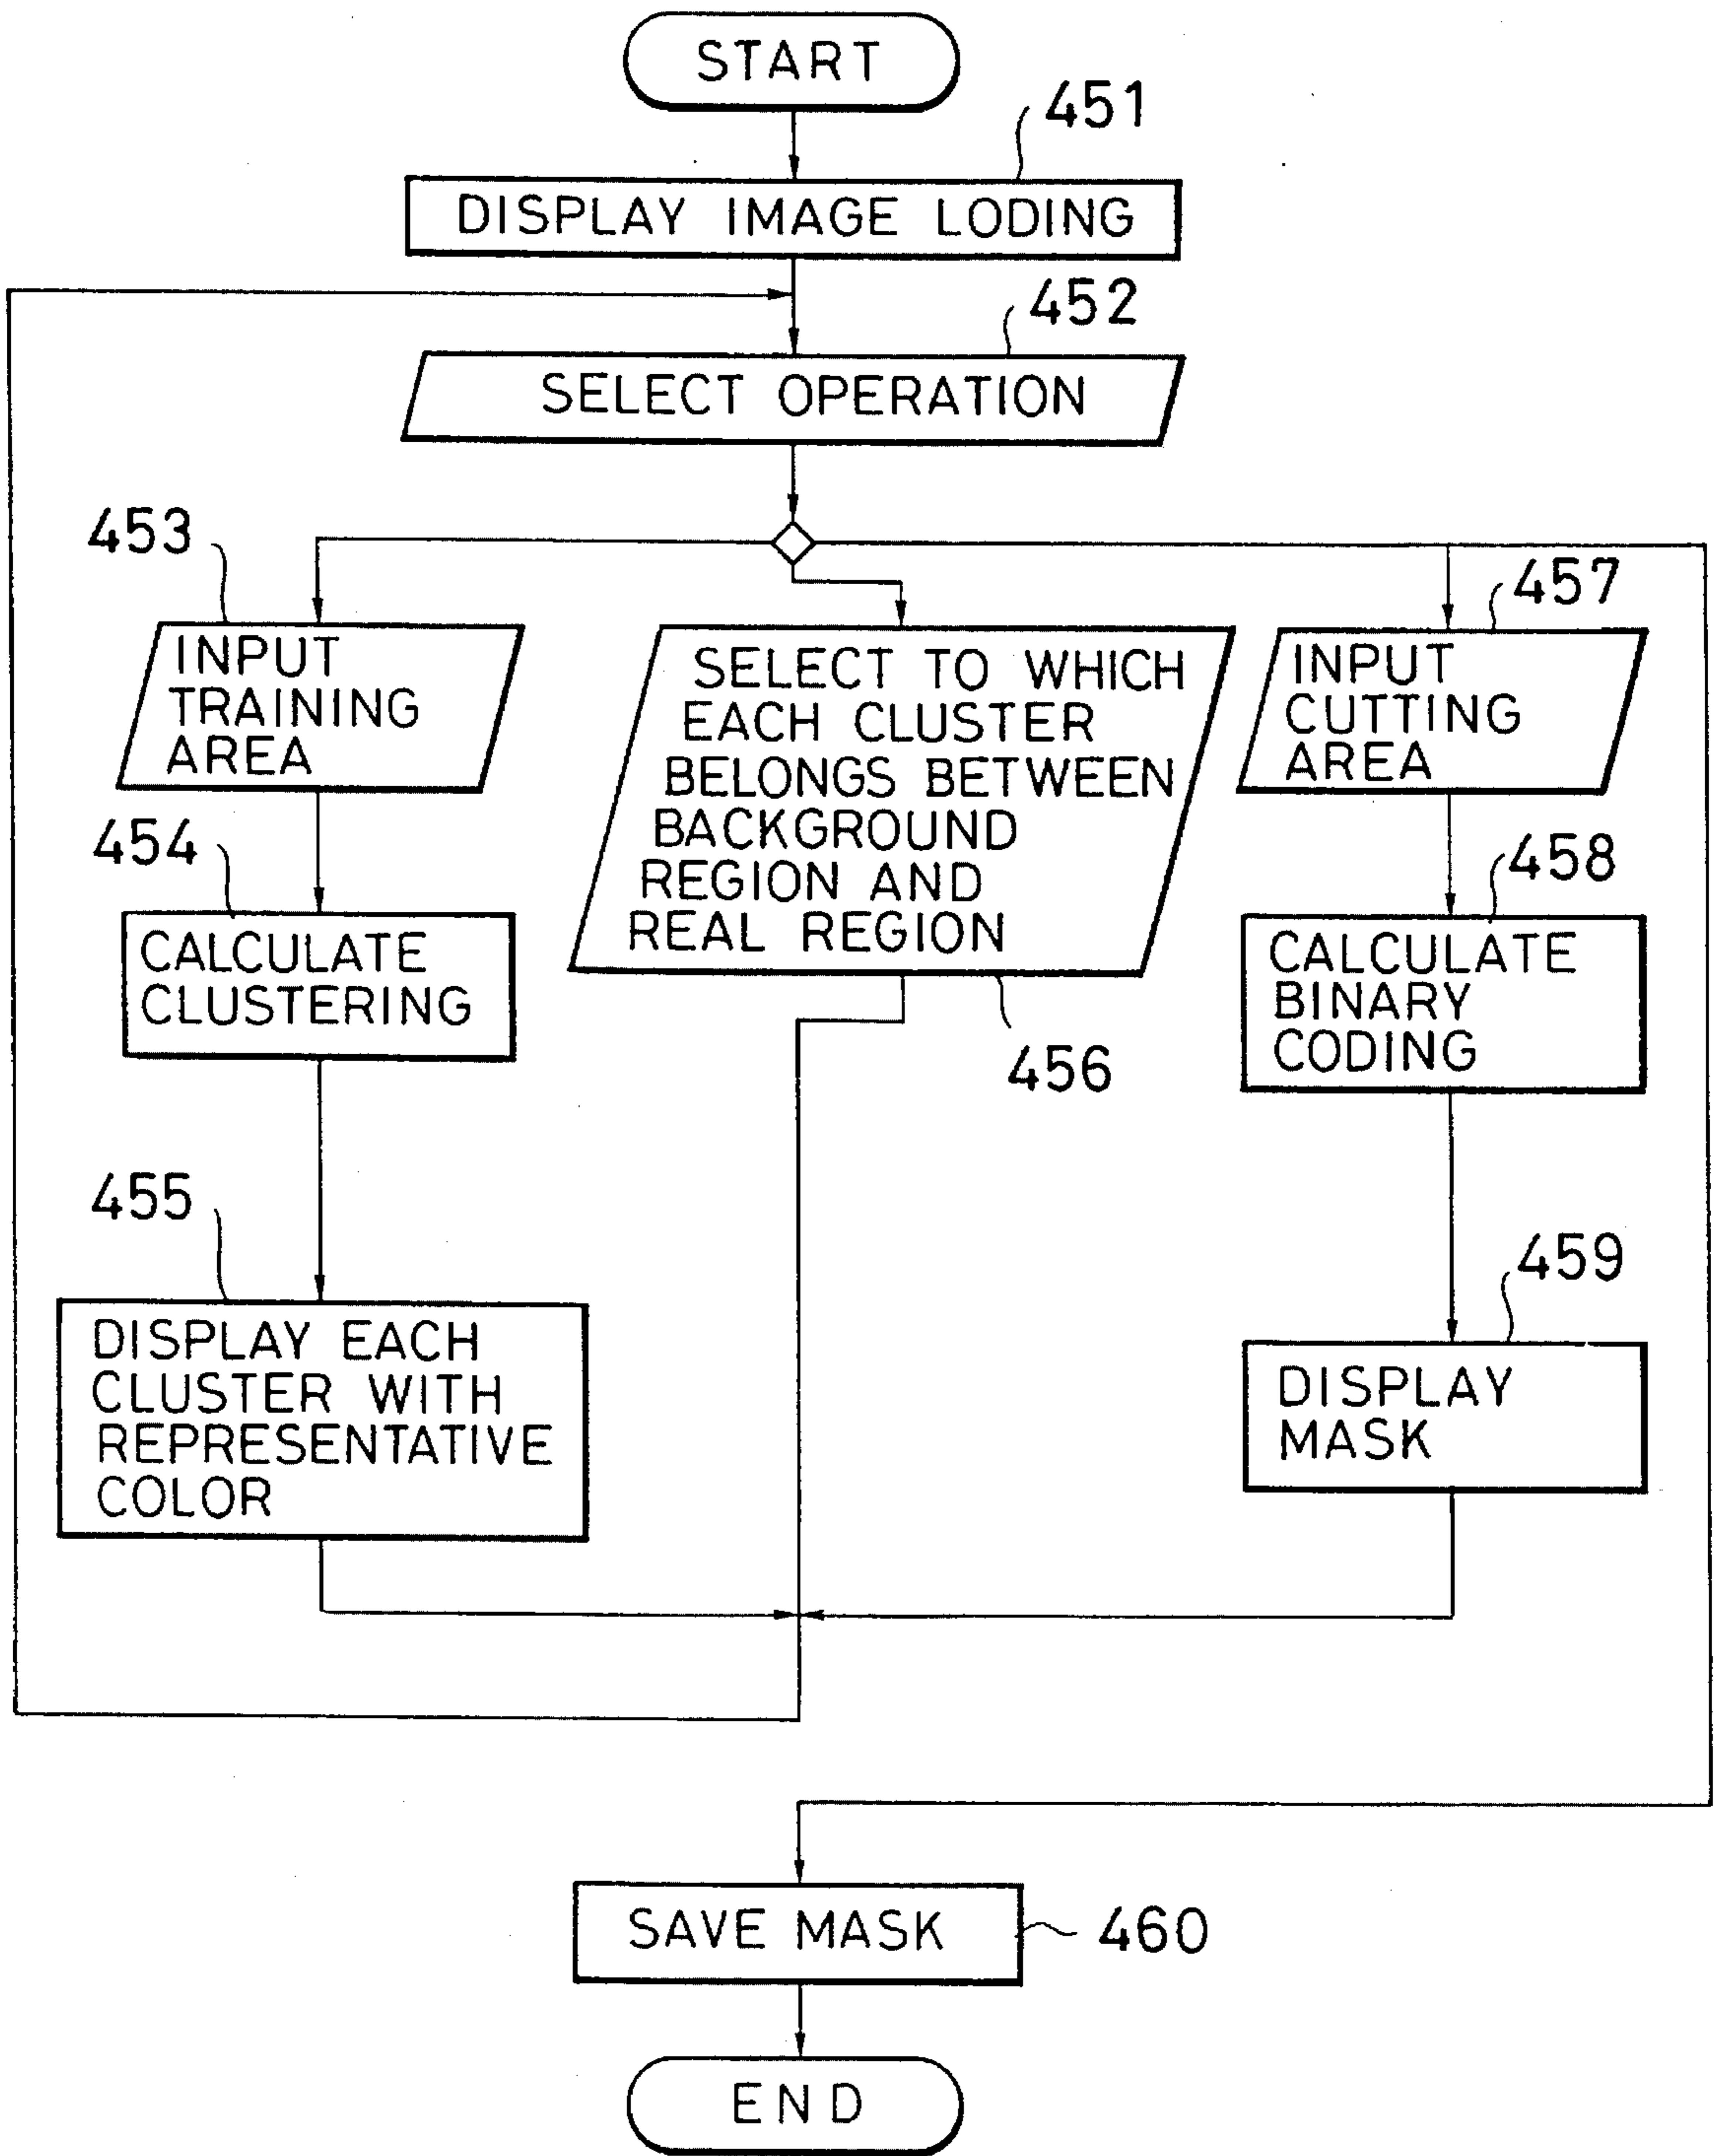 START
451
DISPLAY IMAGE LODING
452
SELECT OPERATION
453
INPUT
TRAINING
AREA
454
CALCULATE
CLUSTERING
455
DISPLAY EACH
CLUSTER WITH
REPRESENTATIVE
COLOR
SELECT TO WHICH
EACH CLUSTER
BELONGS BETWEEN
BACKGROUND
REGION AND
REAL REGION
456
457
INPUT
CUTTING
AREA
458
CALCULATE
BINARY
CODING
459
DISPLAY
MASK
SAVE MASK
460
END